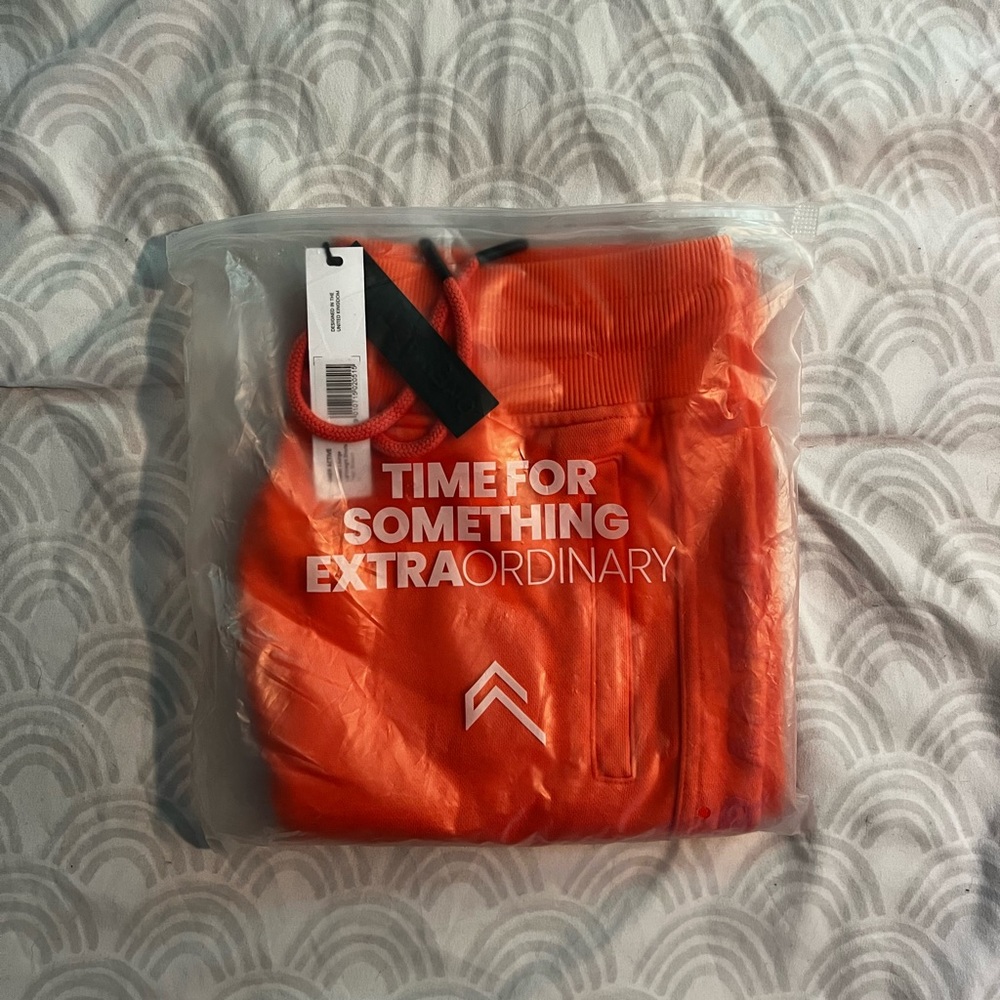 DESIGNED IN THE
UNITED KINGDOM
TIME FOR
SOMETHING
EXTRAORDINARY